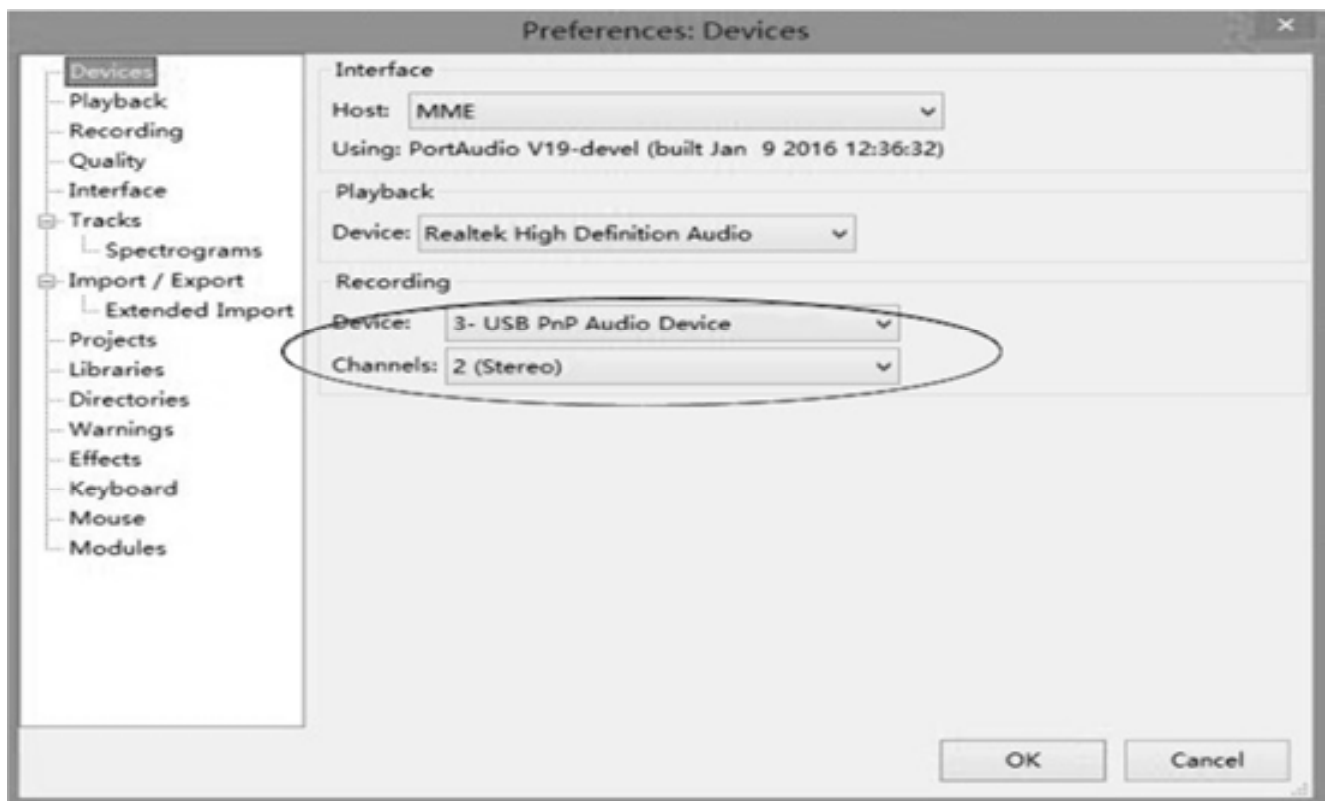 Preferences: Devices
Devices
Playback
Recording
Quality
Interface
Tracks
Spectrograms
Import / Export
Extended Import
Projects
Libraries
Directories
Warnings
Effects
Keyboard
Mouse
Modules
Interface
Host: MME
Using: PortAudio V19-devel (built Jan 9 2016 12:36:32)
Playback
Device: Realtek High Definition Audio
Recording
Device: 3- USB PnP Audio Device
Channels: 2 (Stereo)
OK Cancel